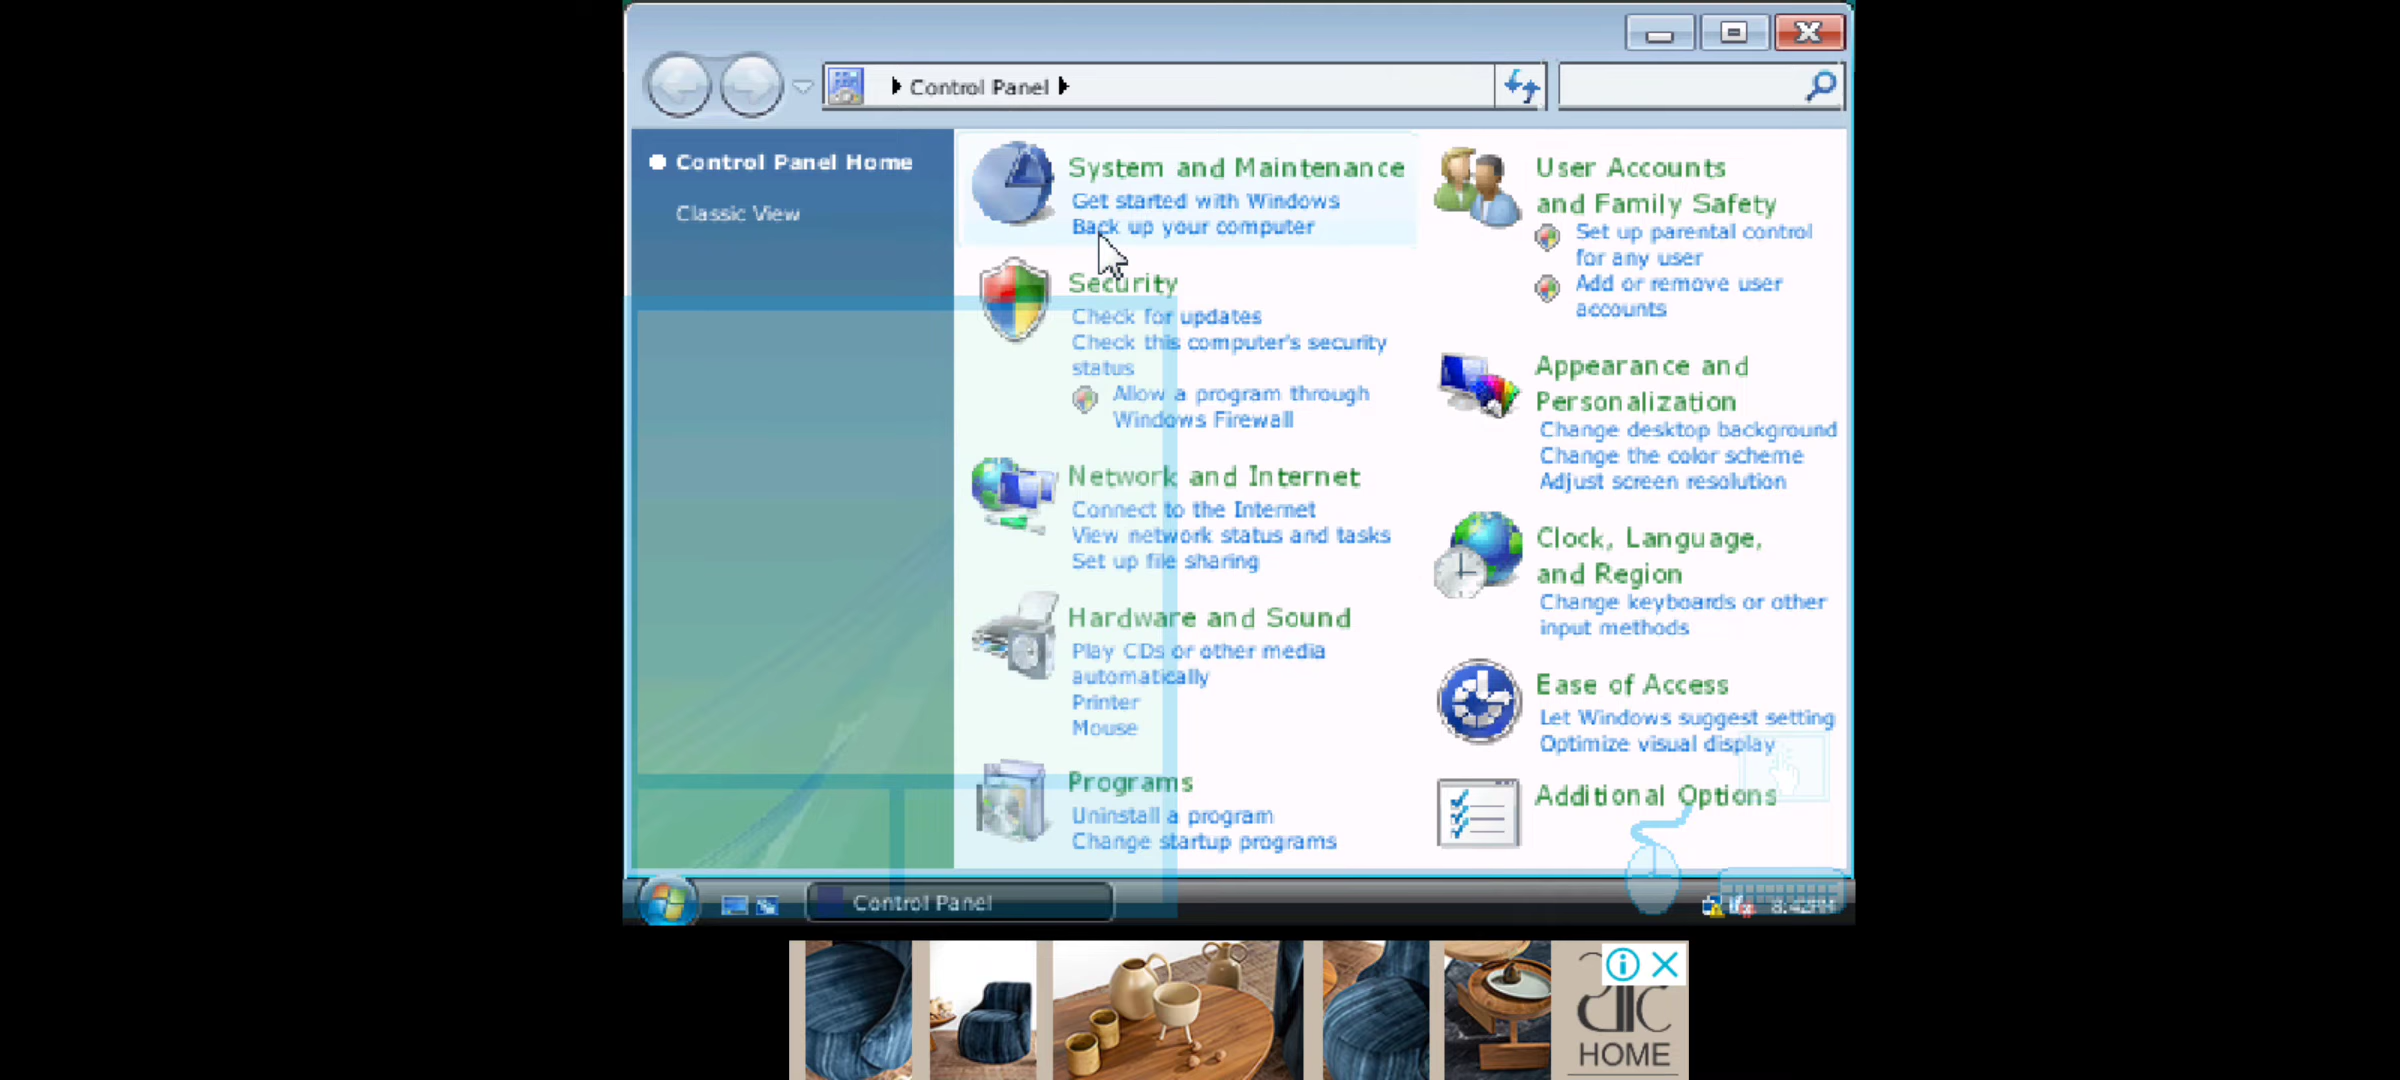 Control Panel
Control Panel Home
Classic View
System and Maintenance
Get started with Windows
Back up your computer
Security
Check for updates
Check this computer's security
status
Allow a program through
Windows Firewall
Network and Internet
Connect to the Internet
View network status and tasks
Set up file sharing
Hardware and Sound
Play CDs or other media
automatically
Printer
Mouse
Programs
Uninstall a program
Change startup programs
User Accounts
and Family Safety
Set up parental control
for any user
Add or remove user
accounts
Appearance and
Personalization
Change desktop background
Change the color scheme
Adjust screen resolution
Clock, Language,
and Region
Change keyboards or other
input methods
Ease of Access
Let Windows suggest setting
Optimize visual display
Additional Options
Control Panel
HOME